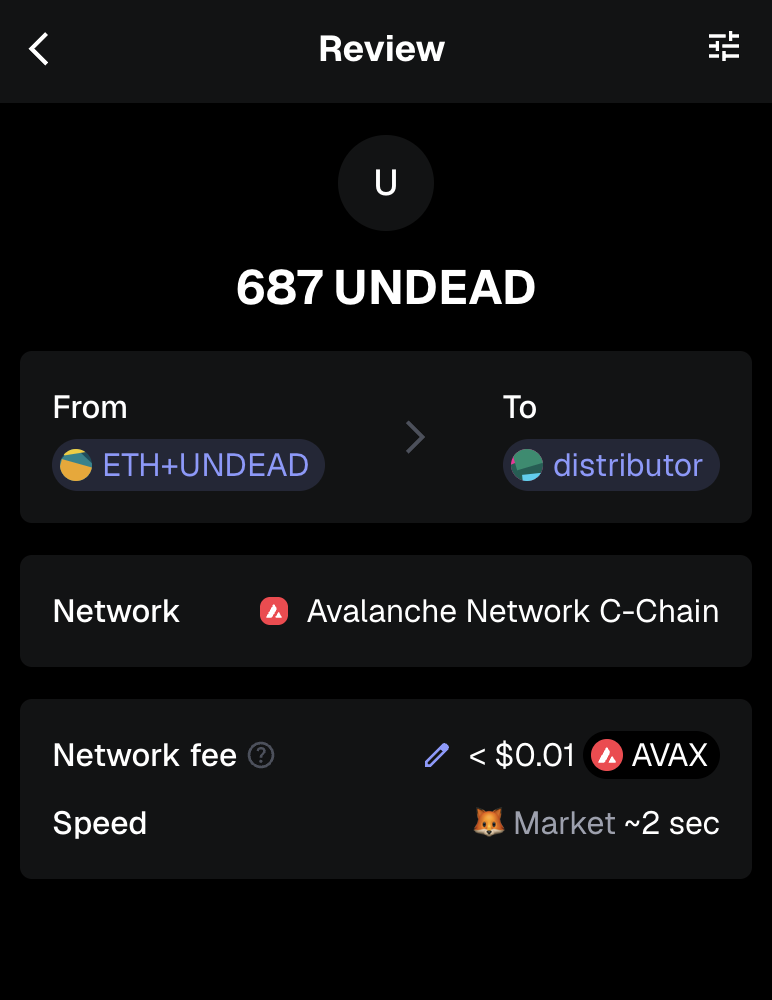 Review
U
687 UNDEAD
From
To
ETH+UNDEAD
distributor
Network
Avalanche Network C-Chain
Network fee ? < $0.01 AVAX
Speed
Market ~2 sec